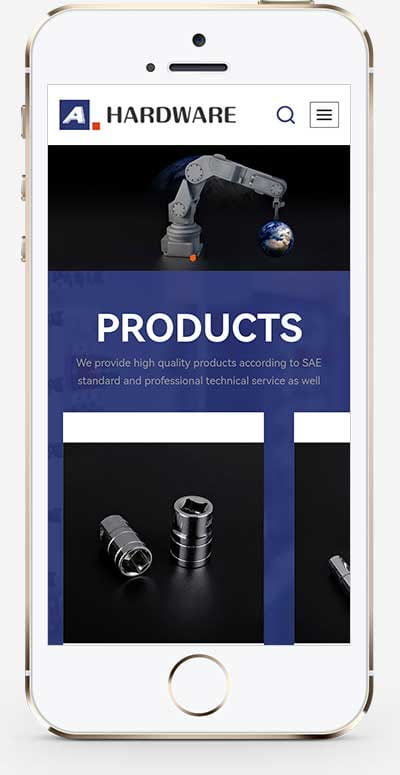 A. HARDWARE
PRODUCTS
We provide high quality products according to SAE
standard and professional technical service as well